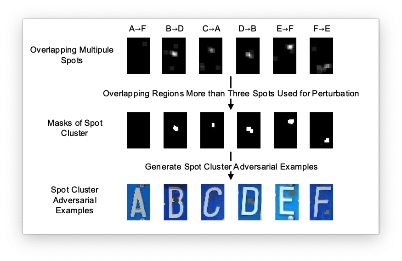 A→F B→D C→A D→B E→F F→E
Overlapping Multipule
Spots
Overlapping Regions More than Three Spots Used for Perturbation
Masks of Spot
Cluster
Generate Spot Cluster Adversarial Examples
Spot Cluster
Adversarial
Examples
A B C D E F